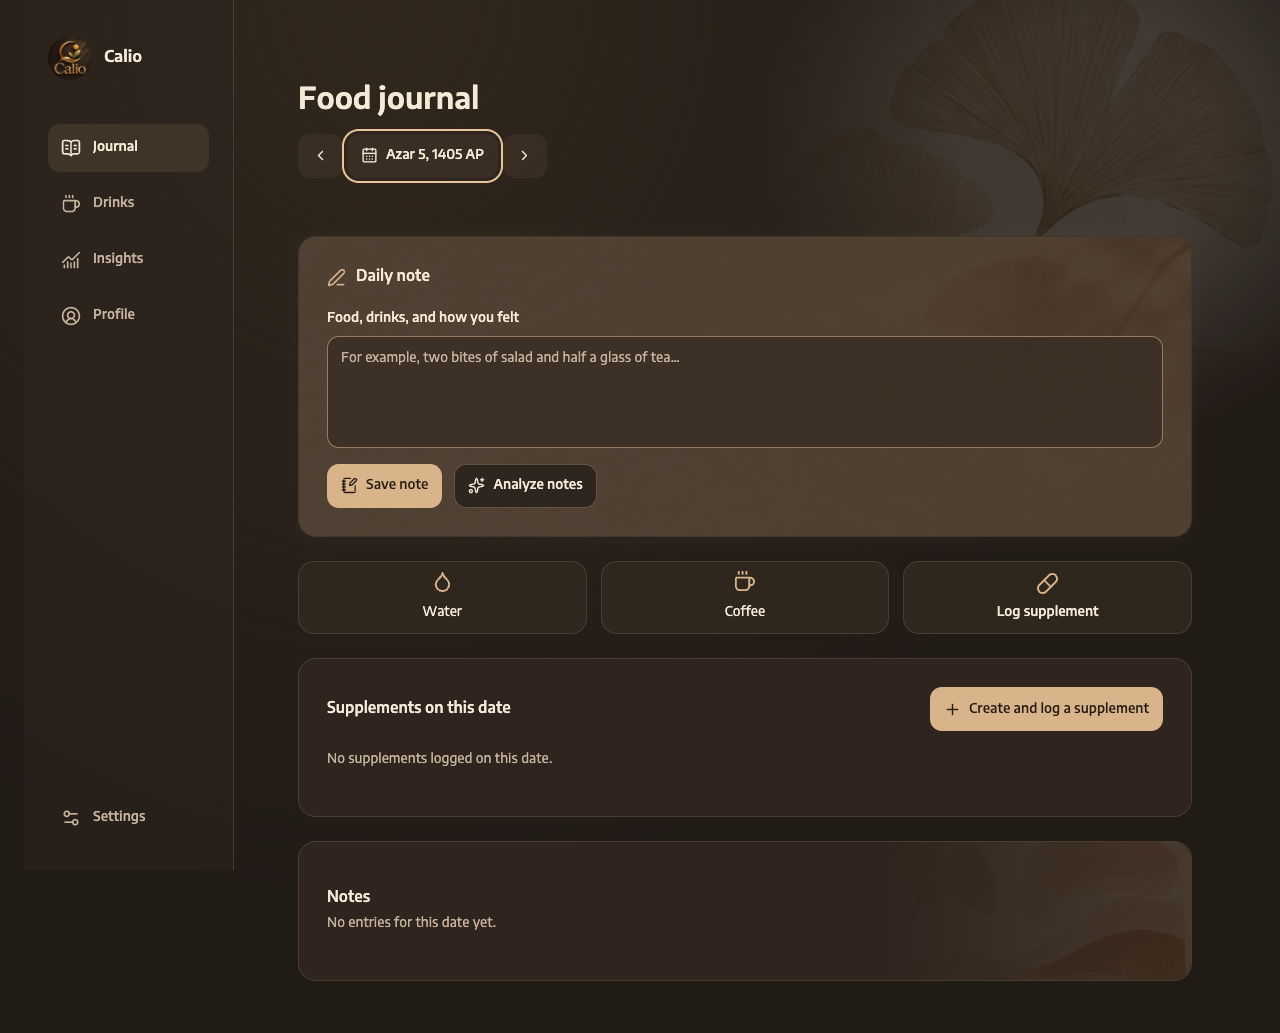 Calio
Calio
Journal
Drinks
Insights
Profile
Settings
Food journal
Azar 5, 1405 AP
Daily note
Food, drinks, and how you felt
For example, two bites of salad and half a glass of tea…
Save note
Analyze notes
Water
Coffee
Log supplement
Supplements on this date
Create and log a supplement
No supplements logged on this date.
Notes
No entries for this date yet.